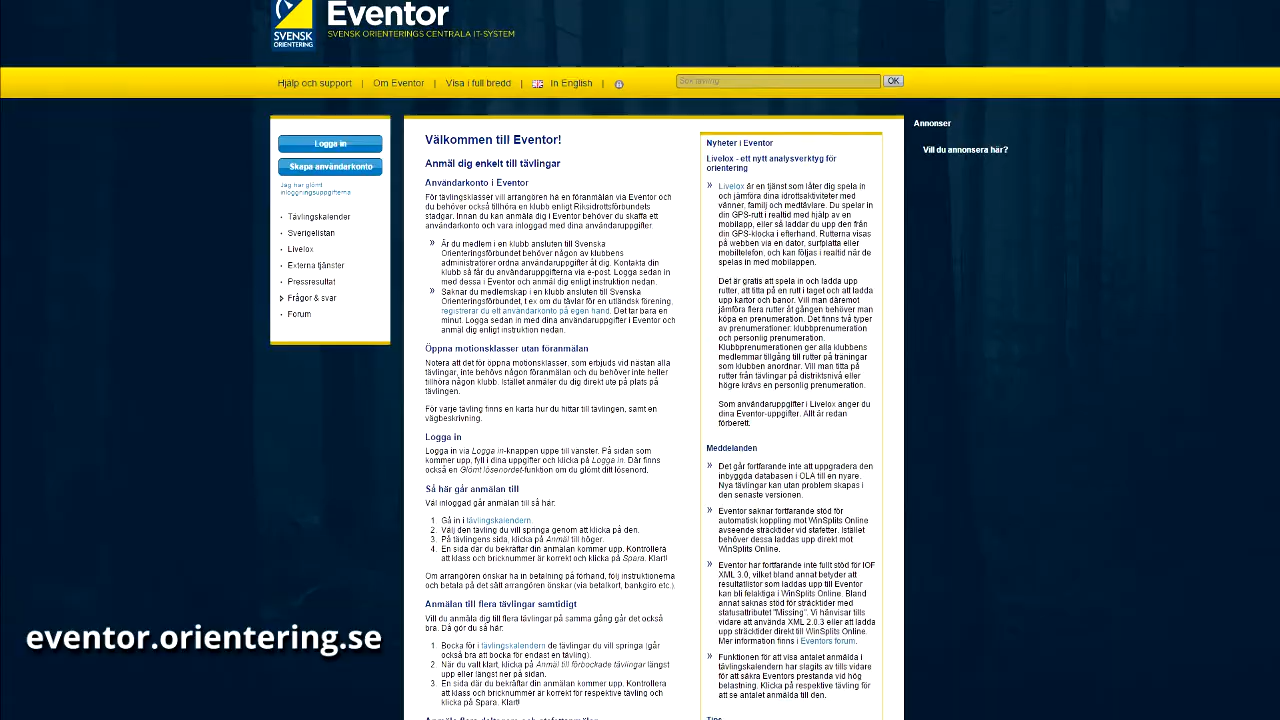 SVENSK
ORIENTERING
Eventor
SVENSK ORIENTERINGS CENTRALA IT-SYSTEM
Hjälp och support | Om Eventor | Visa i full bredd | In English |
Sök tävling
OK
Logga in
Skapa användarkonto
Jag har glömt
inloggningsuppgifterna
Tävlingskalender
Sverigelistan
Livelox
Externa tjänster
Pressresultat
Frågor & svar
Forum
Välkommen till Eventor!
Anmäl dig enkelt till tävlingar
Användarkonto i Eventor
För tävlingsklasser vill arrangören ha en föranmälan via Eventor och
du behöver också tillhöra en klubb enligt Riksidrottsförbundets
stadgar. Innan du kan anmäla dig i Eventor behöver du skaffa ett
användarkonto och vara inloggad med dina användaruppgifter.
» Är du medlem i en klubb ansluten till Svenska
Orienteringsförbundet behöver någon av klubbens
administratörer ordna användaruppgifter åt dig. Kontakta din
klubb så får du användaruppgifterna via e-post. Logga sedan in
med dessa i Eventor och anmäl dig enligt instruktion nedan.
» Saknar du medlemskap i en klubb ansluten till Svenska
Orienteringsförbundet, t ex om du tävlar för en utländsk förening,
registrerar du ett användarkonto på egen hand. Det tar bara en
minut. Logga sedan in med dina användaruppgifter i Eventor och
anmäl dig enligt instruktion nedan.
Öppna motionsklasser utan föranmälan
Notera att det för öppna motionsklasser, som erbjuds vid nästan alla
tävlingar, inte behövs någon föranmälan och du behöver inte heller
tillhöra någon klubb. Istället anmäler du dig direkt ute på plats på
tävlingen.
För varje tävling finns en karta hur du hittar till tävlingen, samt en
vägbeskrivning.
Logga in
Logga in via Logga in-knappen uppe till vänster. På sidan som
kommer upp, fyll i dina uppgifter och klicka på Logga in. Där finns
också en Glömt lösenordet-funktion om du glömt ditt lösenord.
Så här går anmälan till
Väl inloggad går anmälan till så här:
1. Gå in i tävlingskalendern.
2. Välj den tävling du vill springa genom att klicka på den.
3. På tävlingens sida, klicka på Anmäl till höger.
4. En sida där du bekräftar din anmälan kommer upp. Kontrollera
att klass och bricknummer är korrekt och klicka på Spara. Klart!
Om arrangören önskar ha in betalning på förhand, följ instruktionerna
och betala på det sätt arrangören önskar (via betalkort, bankgiro etc.).
Anmälan till flera tävlingar samtidigt
Vill du anmäla dig till flera tävlingar på samma gång går det också
bra. Då gör du så här:
1. Bocka för i tävlingskalendern de tävlingar du vill springa (går
också bra att bocka för endast en tävling).
2. När du valt klart, klicka på Anmäl till förbockade tävlingar längst
upp eller längst ner på sidan.
3. En sida där du bekräftar din anmälan kommer upp. Kontrollera
att klass och bricknummer är korrekt för respektive tävling och
klicka på Spara. Klart!
Nyheter i Eventor
Livelox - ett nytt analysverktyg för
orientering
» Livelox är en tjänst som låter dig spela in
och jämföra dina idrottsaktiviteter med
vänner, familj och medtävlare. Du spelar in
din GPS-rutt i realtid med hjälp av en
mobilapp, eller så laddar du upp den från
din GPS-klocka i efterhand. Rutterna visas
på webben via en dator, surfplatta eller
mobiltelefon, och kan följas i realtid när de
spelas in med mobilappen.
Det är gratis att spela in och ladda upp
rutter, att titta på en rutt i taget och att ladda
upp kartor och banor. Vill man däremot
jämföra flera rutter åt gången behöver man
köpa en prenumeration. Det finns två typer
av prenumerationer: klubbprenumeration
och personlig prenumeration.
Klubbprenumerationen ger alla klubbens
medlemmar tillgång till rutter på träningar
som klubben anordnar. Vill man titta på
rutter från tävlingar på distriktsnivå eller
högre krävs en personlig prenumeration.
Som användaruppgifter i Livelox anger du
dina Eventor-uppgifter. Allt är redan
förberett.
Meddelanden
» Det går fortfarande inte att uppgradera den
inbyggda databasen i OLA till en nyare.
Nya tävlingar kan utan problem skapas i
den senaste versionen.
» Eventor saknar fortfarande stöd för
automatisk koppling mot WinSplits Online
avseende sträcktider vid stafetter. Istället
behöver dessa laddas upp direkt mot
WinSplits Online.
» Eventor har fortfarande inte fullt stöd för IOF
XML 3.0, vilket bland annat betyder att
resultatlistor som laddas upp till Eventor
kan bli felaktiga i WinSplits Online. Bland
annat saknas stöd för sträcktider med
statusattributet "Missing". Vi hänvisar tills
vidare att använda XML 2.0.3 eller att ladda
upp sträcktider direkt till WinSplits Online.
Mer information finns i Eventors forum.
» Funktionen för att visa antalet anmälda i
tävlingskalendern har slagits av tills vidare
för att säkra Eventors prestanda vid hög
belastning. Klicka på respektive tävling för
att se antalet anmälda till den.
Tips
Annonser
Vill du annonsera här?
eventor.orientering.se